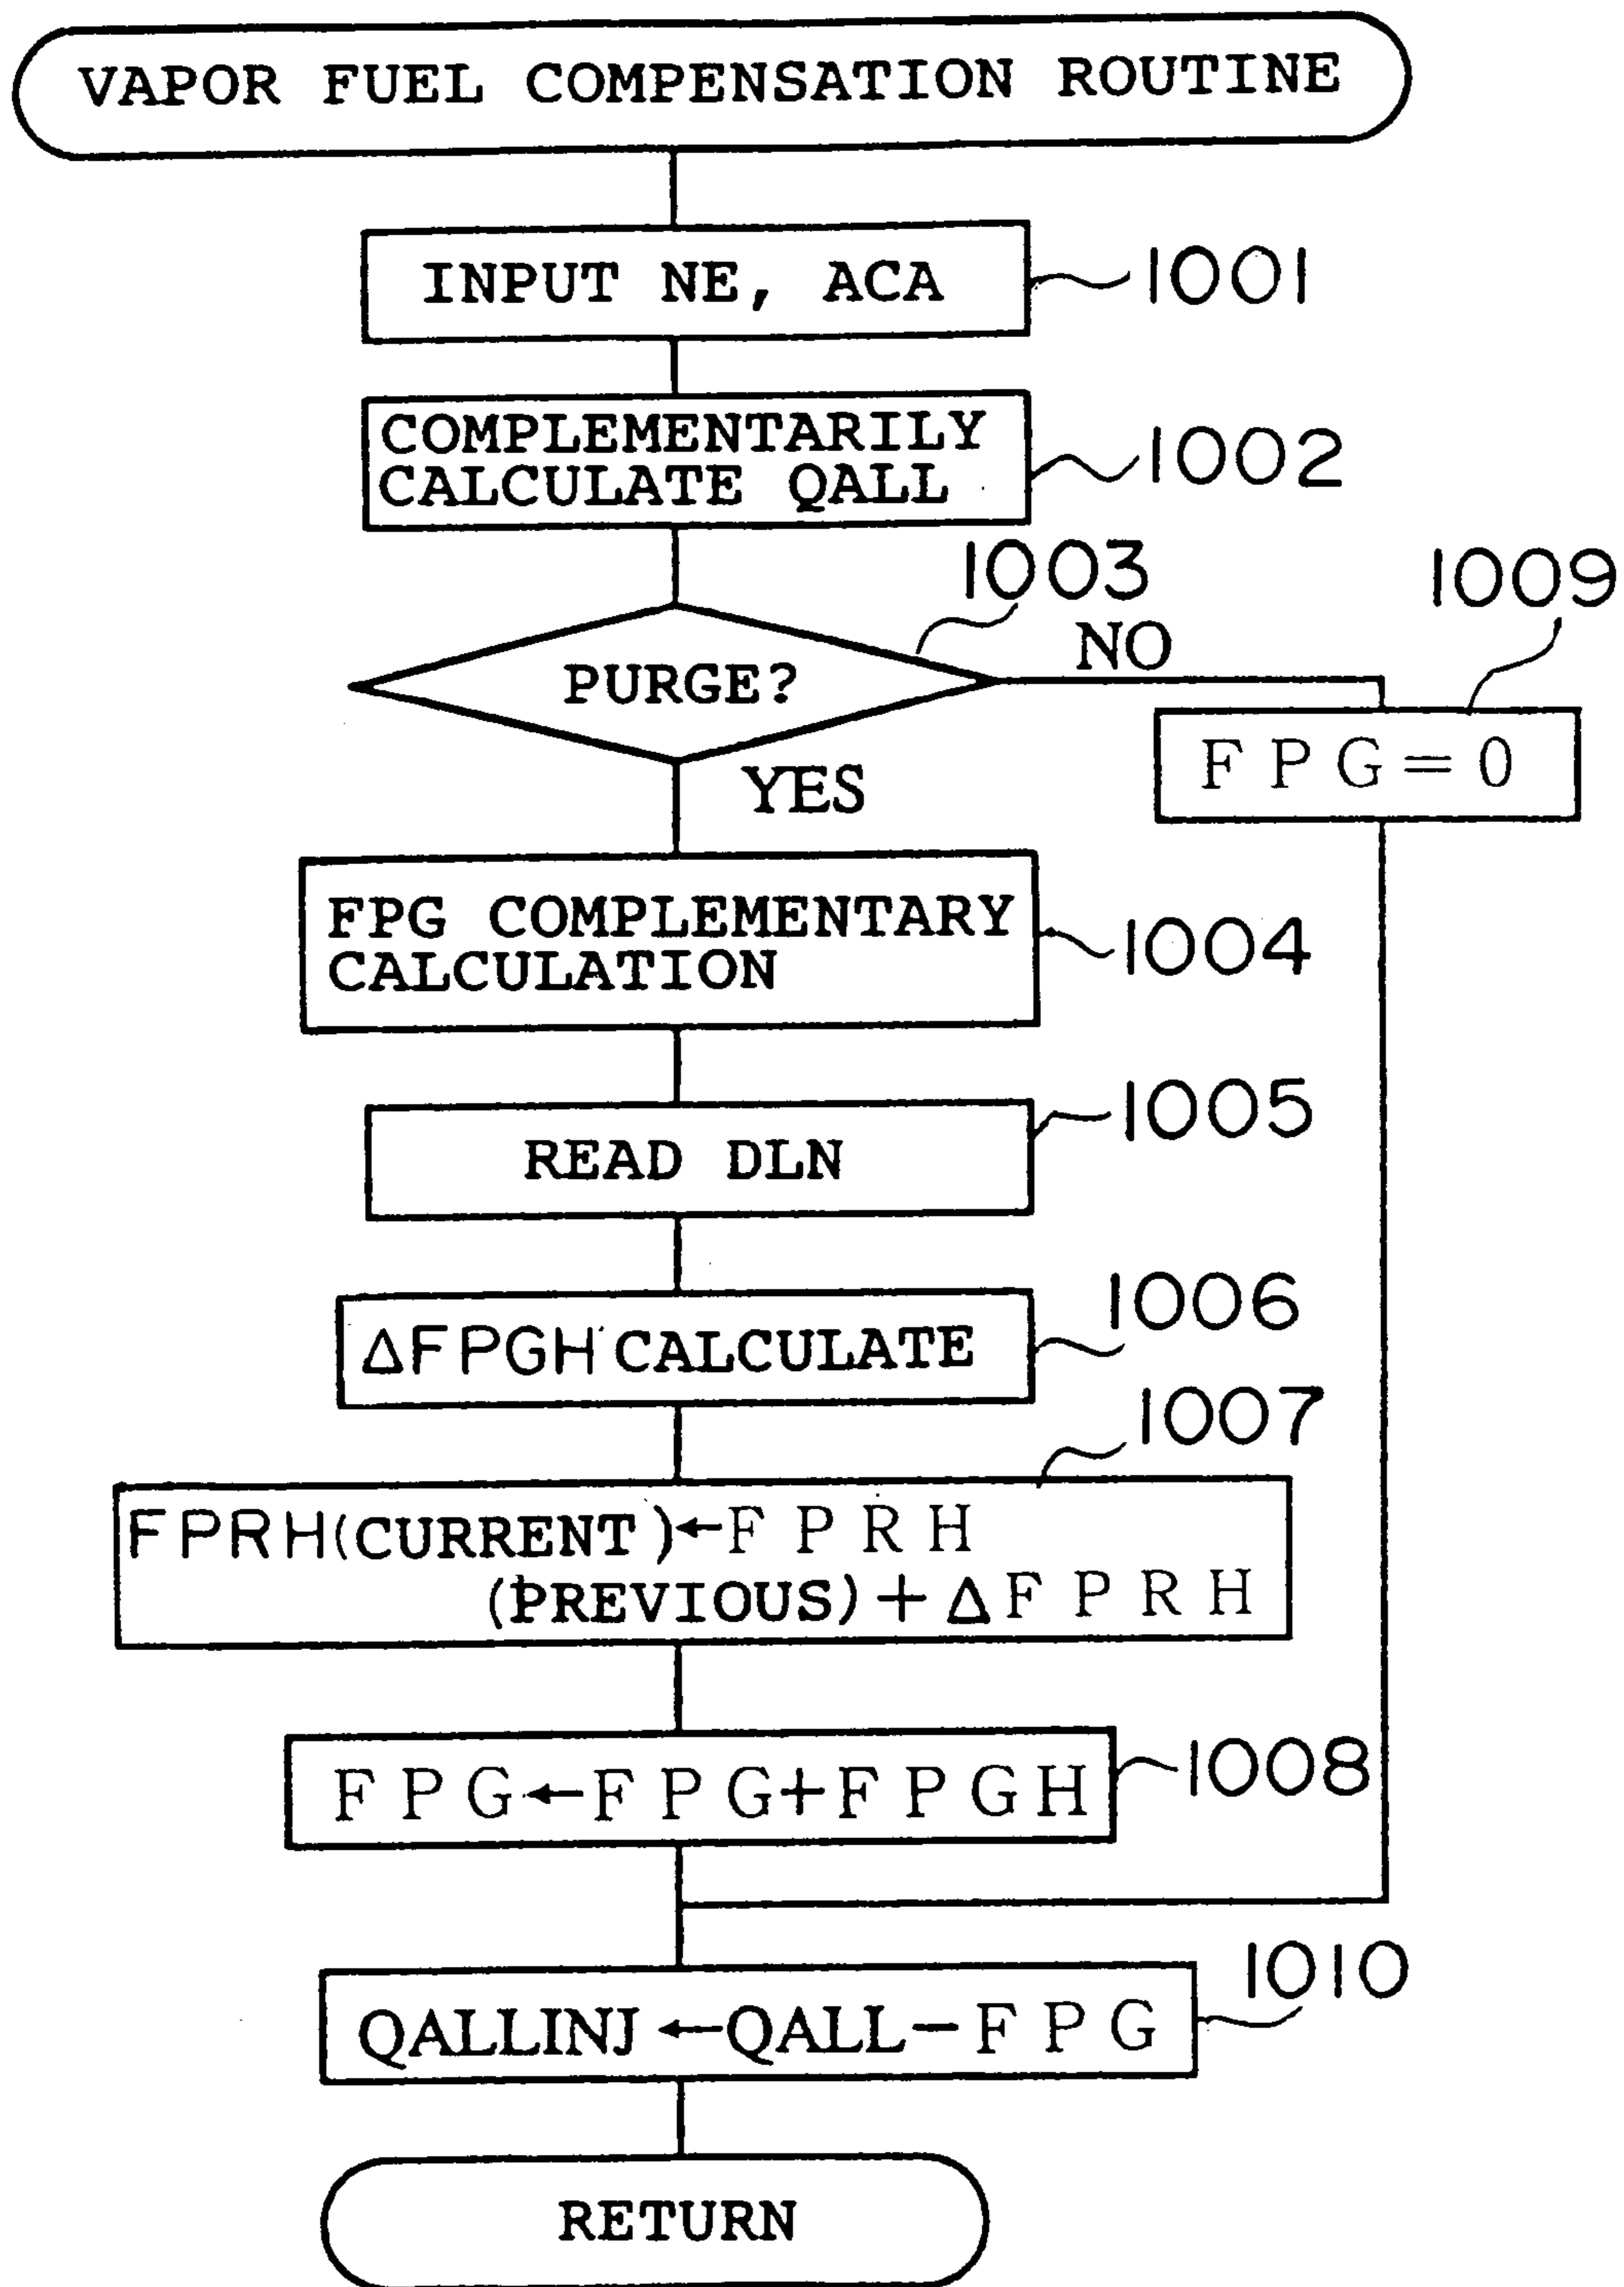 VAPOR FUEL COMPENSATION ROUTINE
INPUT NE, ACA
1001
COMPLEMENTARILY
CALCULATE QALL
1002
1003
PURGE?
NO
1009
FPG=0
YES
FPG COMPLEMENTARY
CALCULATION
1004
READ DLN
1005
ΔFPGH CALCULATE
1006
1007
FPRH(CURRENT)←FPRH
(PREVIOUS)+ΔFPRH
FPG←FPG+FPGH
1008
QALLINJ←QALL-FPG
1010
RETURN